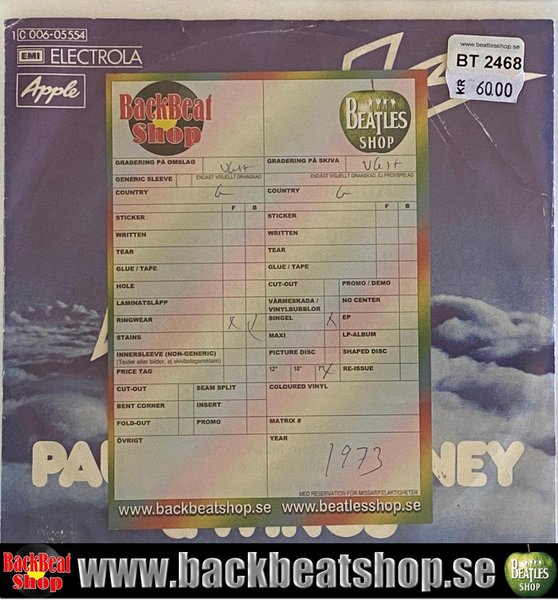 1C 006-05554
EMI ELECTROLA
Apple
www.beatlesshop.se
BT 2468
KR 60.00
BackBeat Shop
BEATLES SHOP
GRADERING PÅ OMSLAG VG++
GRADERING PÅ SKIVA VG++
GENERIC SLEEVE
ENDAST VISUELLT GRANSKAD
ENDAST VISUELLT GRANSKAD, EJ PROVSPELAD
COUNTRY G
COUNTRY G
F B
F B
STICKER
STICKER
WRITTEN
WRITTEN
TEAR
TEAR
GLUE / TAPE
GLUE / TAPE
HOLE
CUT-OUT
PROMO / DEMO
LAMINATSLÄPP
VÄRMESKADA / VINYLBUBBLOR
NO CENTER
RINGWEAR X
SINGEL X
EP
STAINS
MAXI
LP-ALBUM
INNERSLEEVE (NON-GENERIC)
(Texter eller bilder, ej skivbolagsreklam)
PICTURE DISC
SHAPED DISC
PRICE TAG
12" 10" 7" X
RE-ISSUE
CUT-OUT
SEAM SPLIT
COLOURED VINYL
BENT CORNER
INSERT
FOLD-OUT
PROMO
MATRIX #
ÖVRIGT
YEAR
1973
MED RESERVATION FÖR MISSAR/FELAKTIGHETER
www.backbeatshop.se www.beatlesshop.se
PA NEY
BackBeat Shop www.backbeatshop.se BEATLES SHOP